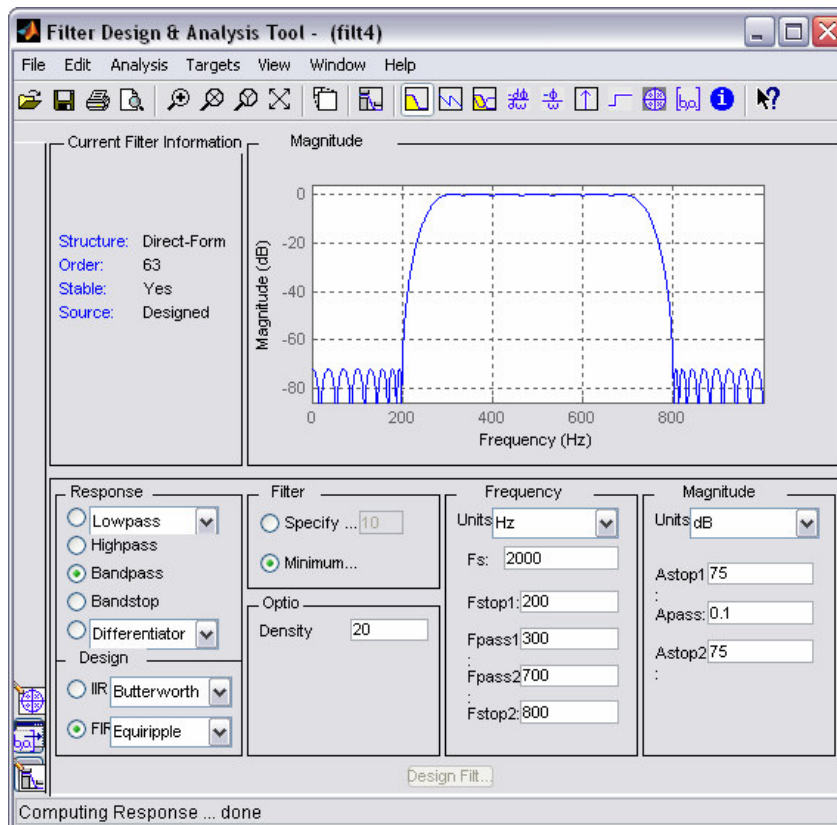 Filter Design & Analysis Tool - (filt4)
File Edit Analysis Targets View Window Help
Current Filter Information
Structure: Direct-Form
Order: 63
Stable: Yes
Source: Designed
Magnitude
Magnitude (dB)
0
-20
-40
-60
-80
0 200 400 600 800
Frequency (Hz)
Response
Lowpass
Highpass
Bandpass
Bandstop
Differentiator
Design
IIR Butterworth
FIR Equiripple
Filter
Specify ... 10
Minimum...
Optio
Density 20
Frequency
Units Hz
Fs: 2000
Fstop1: 200
Fpass1 300
:
Fpass2 700
:
Fstop2: 800
Magnitude
Units dB
Astop1 75
:
Apass: 0.1
Astop2 75
:
Design Filt...
Computing Response ... done